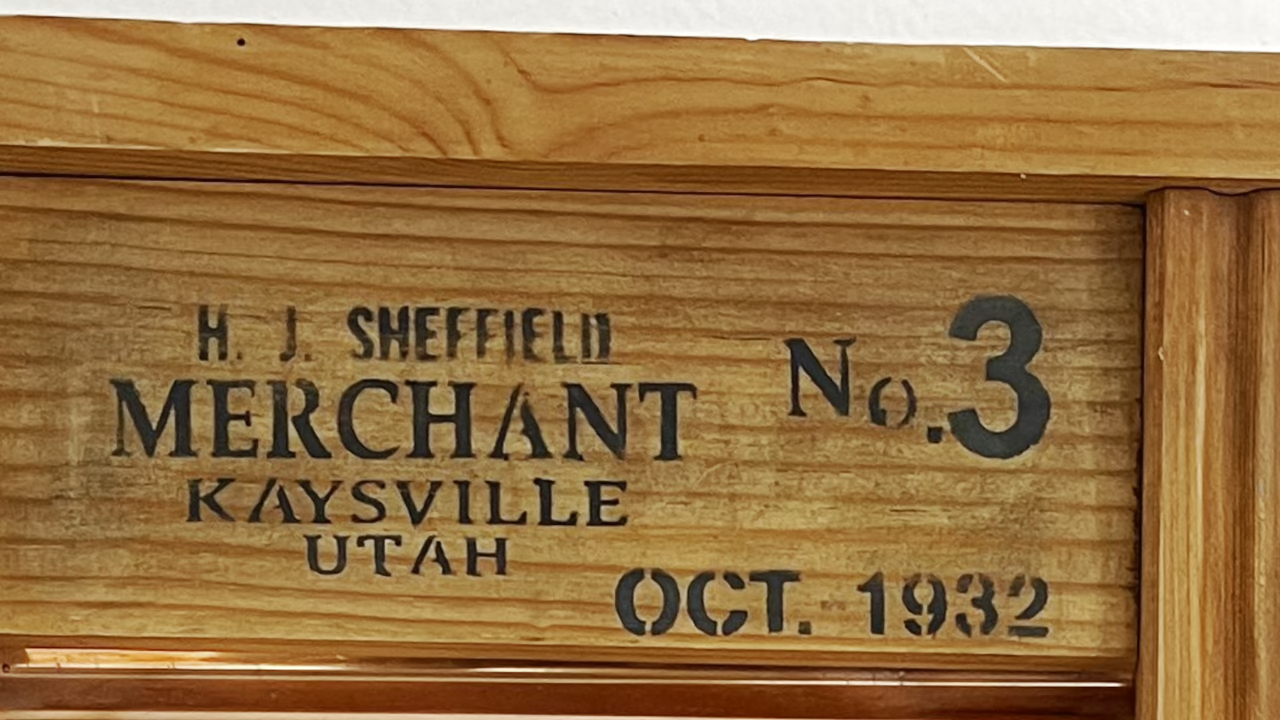 H. J. SHEFFIELD
MERCHANT
KAYSVILLE
UTAH
No.3
OCT. 1932